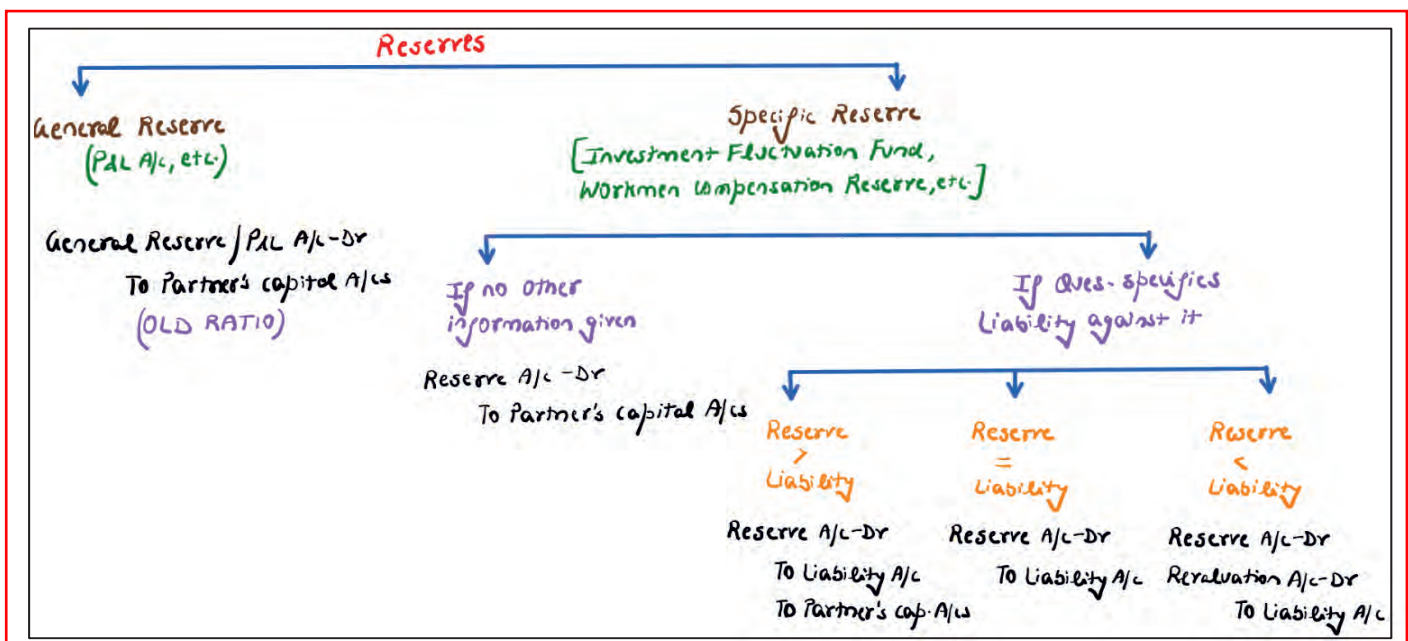 Reserves
General Reserve
(P&L A/c, etc.)
General Reserve/P&L A/c-Dr
To Partner's capital A/cs
(OLD RATIO)
Specific Reserve
[Investment Fluctuation Fund,
Workmen Compensation Reserve, etc.]
If no other
information given
Reserve A/c -Dr
To Partner's capital A/cs
If Ques. specifies
Liability against it
Reserve
>
Liability
Reserve A/c-Dr
To Liability A/c
To Partner's cap. A/cs
Reserve
=
Liability
Reserve A/c-Dr
To Liability A/c
Reserve
<
Liability
Reserve A/c-Dr
Revaluation A/c-Dr
To Liability A/c